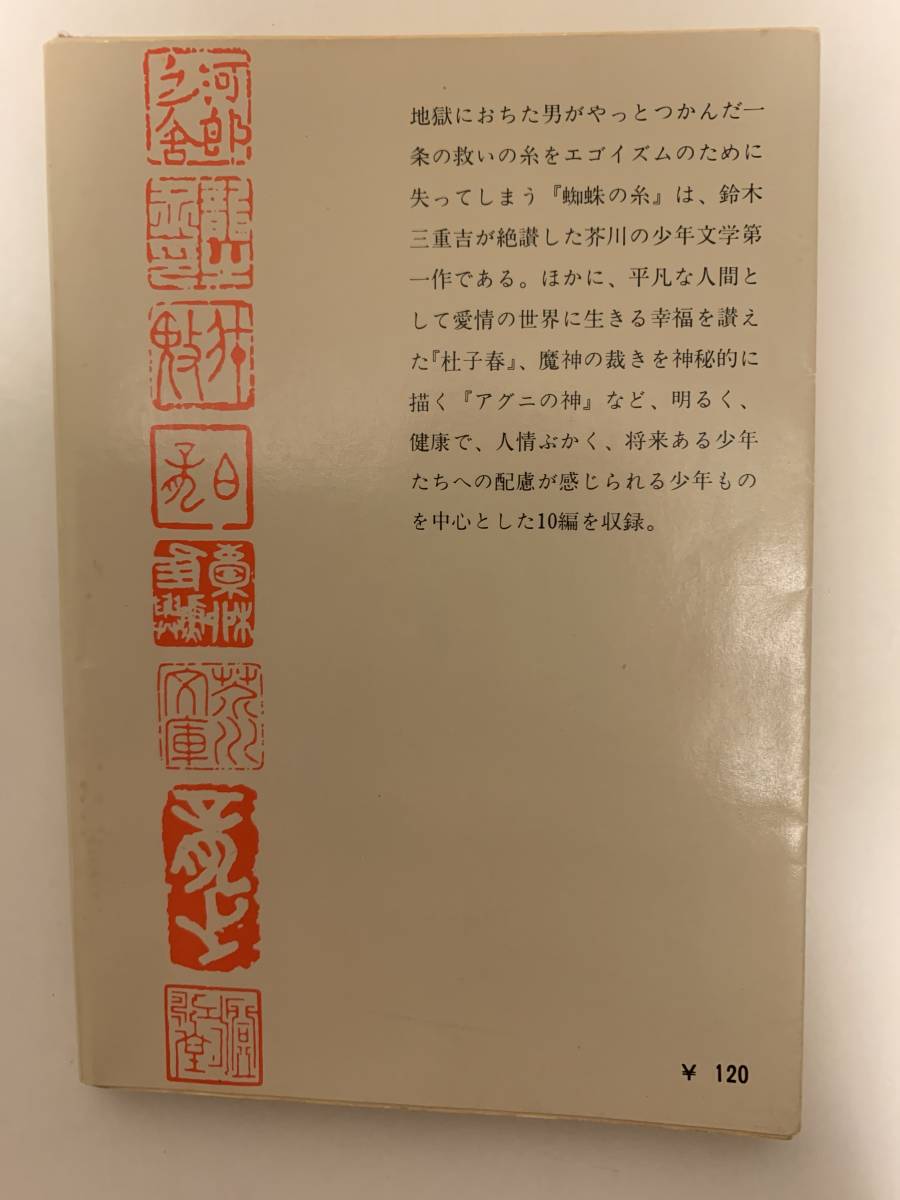 地獄におちた男がやっとつかんだ一
条の救いの糸をエゴイズムのために
失ってしまう『蜘蛛の糸』は、鈴木
三重吉が絶讃した芥川の少年文学第
一作である。ほかに、平凡な人間と
して愛情の世界に生きる幸福を讃え
た『杜子春』、魔神の裁きを神秘的に
描く『アグニの神』など、明るく、
健康で、人情ぶかく、将来ある少年
たちへの配慮が感じられる少年もの
を中心とした10編を収録。
¥ 120
芥川
文庫